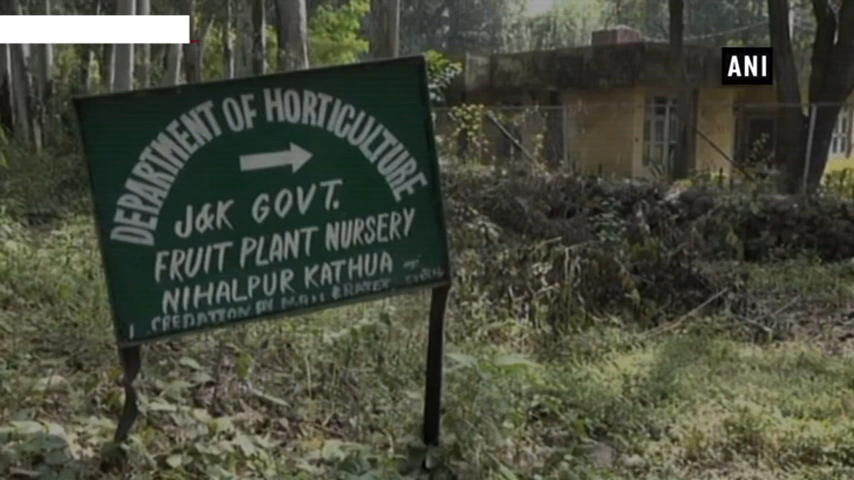 ANI
DEPARTMENT OF HORTICULTURE
J&K GOVT.
FRUIT PLANT NURSERY
NIHALPUR KATHUA